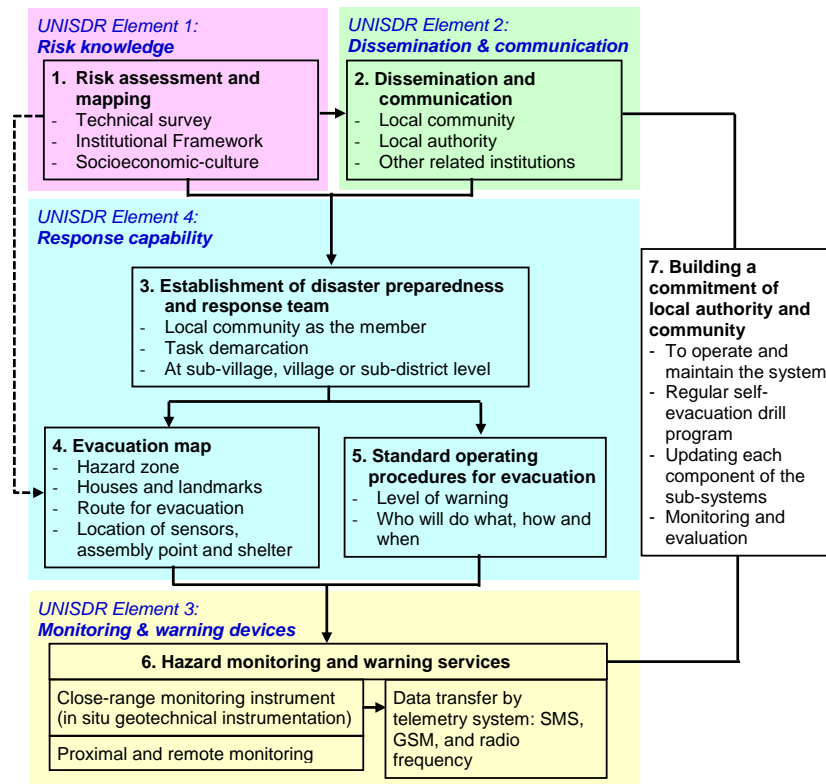 UNISDR Element 1:
Risk knowledge
1. Risk assessment and
mapping
- Technical survey
- Institutional Framework
- Socioeconomic-culture
UNISDR Element 2:
Dissemination & communication
2. Dissemination and
communication
- Local community
- Local authority
- Other related institutions
UNISDR Element 4:
Response capability
3. Establishment of disaster preparedness
and response team
- Local community as the member
- Task demarcation
- At sub-village, village or sub-district level
4. Evacuation map
- Hazard zone
- Houses and landmarks
- Route for evacuation
- Location of sensors,
assembly point and shelter
5. Standard operating
procedures for evacuation
- Level of warning
- Who will do what, how and
when
7. Building a
commitment of
local authority and
community
- To operate and
maintain the system
- Regular self-
evacuation drill
program
- Updating each
component of the
sub-systems
- Monitoring and
evaluation
UNISDR Element 3:
Monitoring & warning devices
6. Hazard monitoring and warning services
Close-range monitoring instrument
(in situ geotechnical instrumentation)
Proximal and remote monitoring
Data transfer by
telemetry system: SMS,
GSM, and radio
frequency